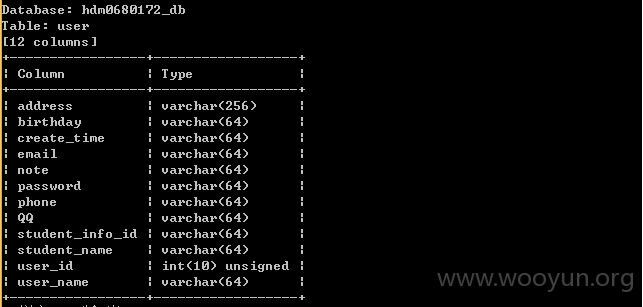 Database: hdm0680172_db
Table: user
[12 columns]
+-----------------+------------------+
| Column | Type |
+-----------------+------------------+
| address | varchar(256) |
| birthday | varchar(64) |
| create_time | varchar(64) |
| email | varchar(64) |
| note | varchar(64) |
| password | varchar(64) |
| phone | varchar(64) |
| QQ | varchar(64) |
| student_info_id | varchar(64) |
| student_name | varchar(64) |
| user_id | int(10) unsigned |
| user_name | varchar(64) |
+-----------------+------------------+
www.wooyun.org